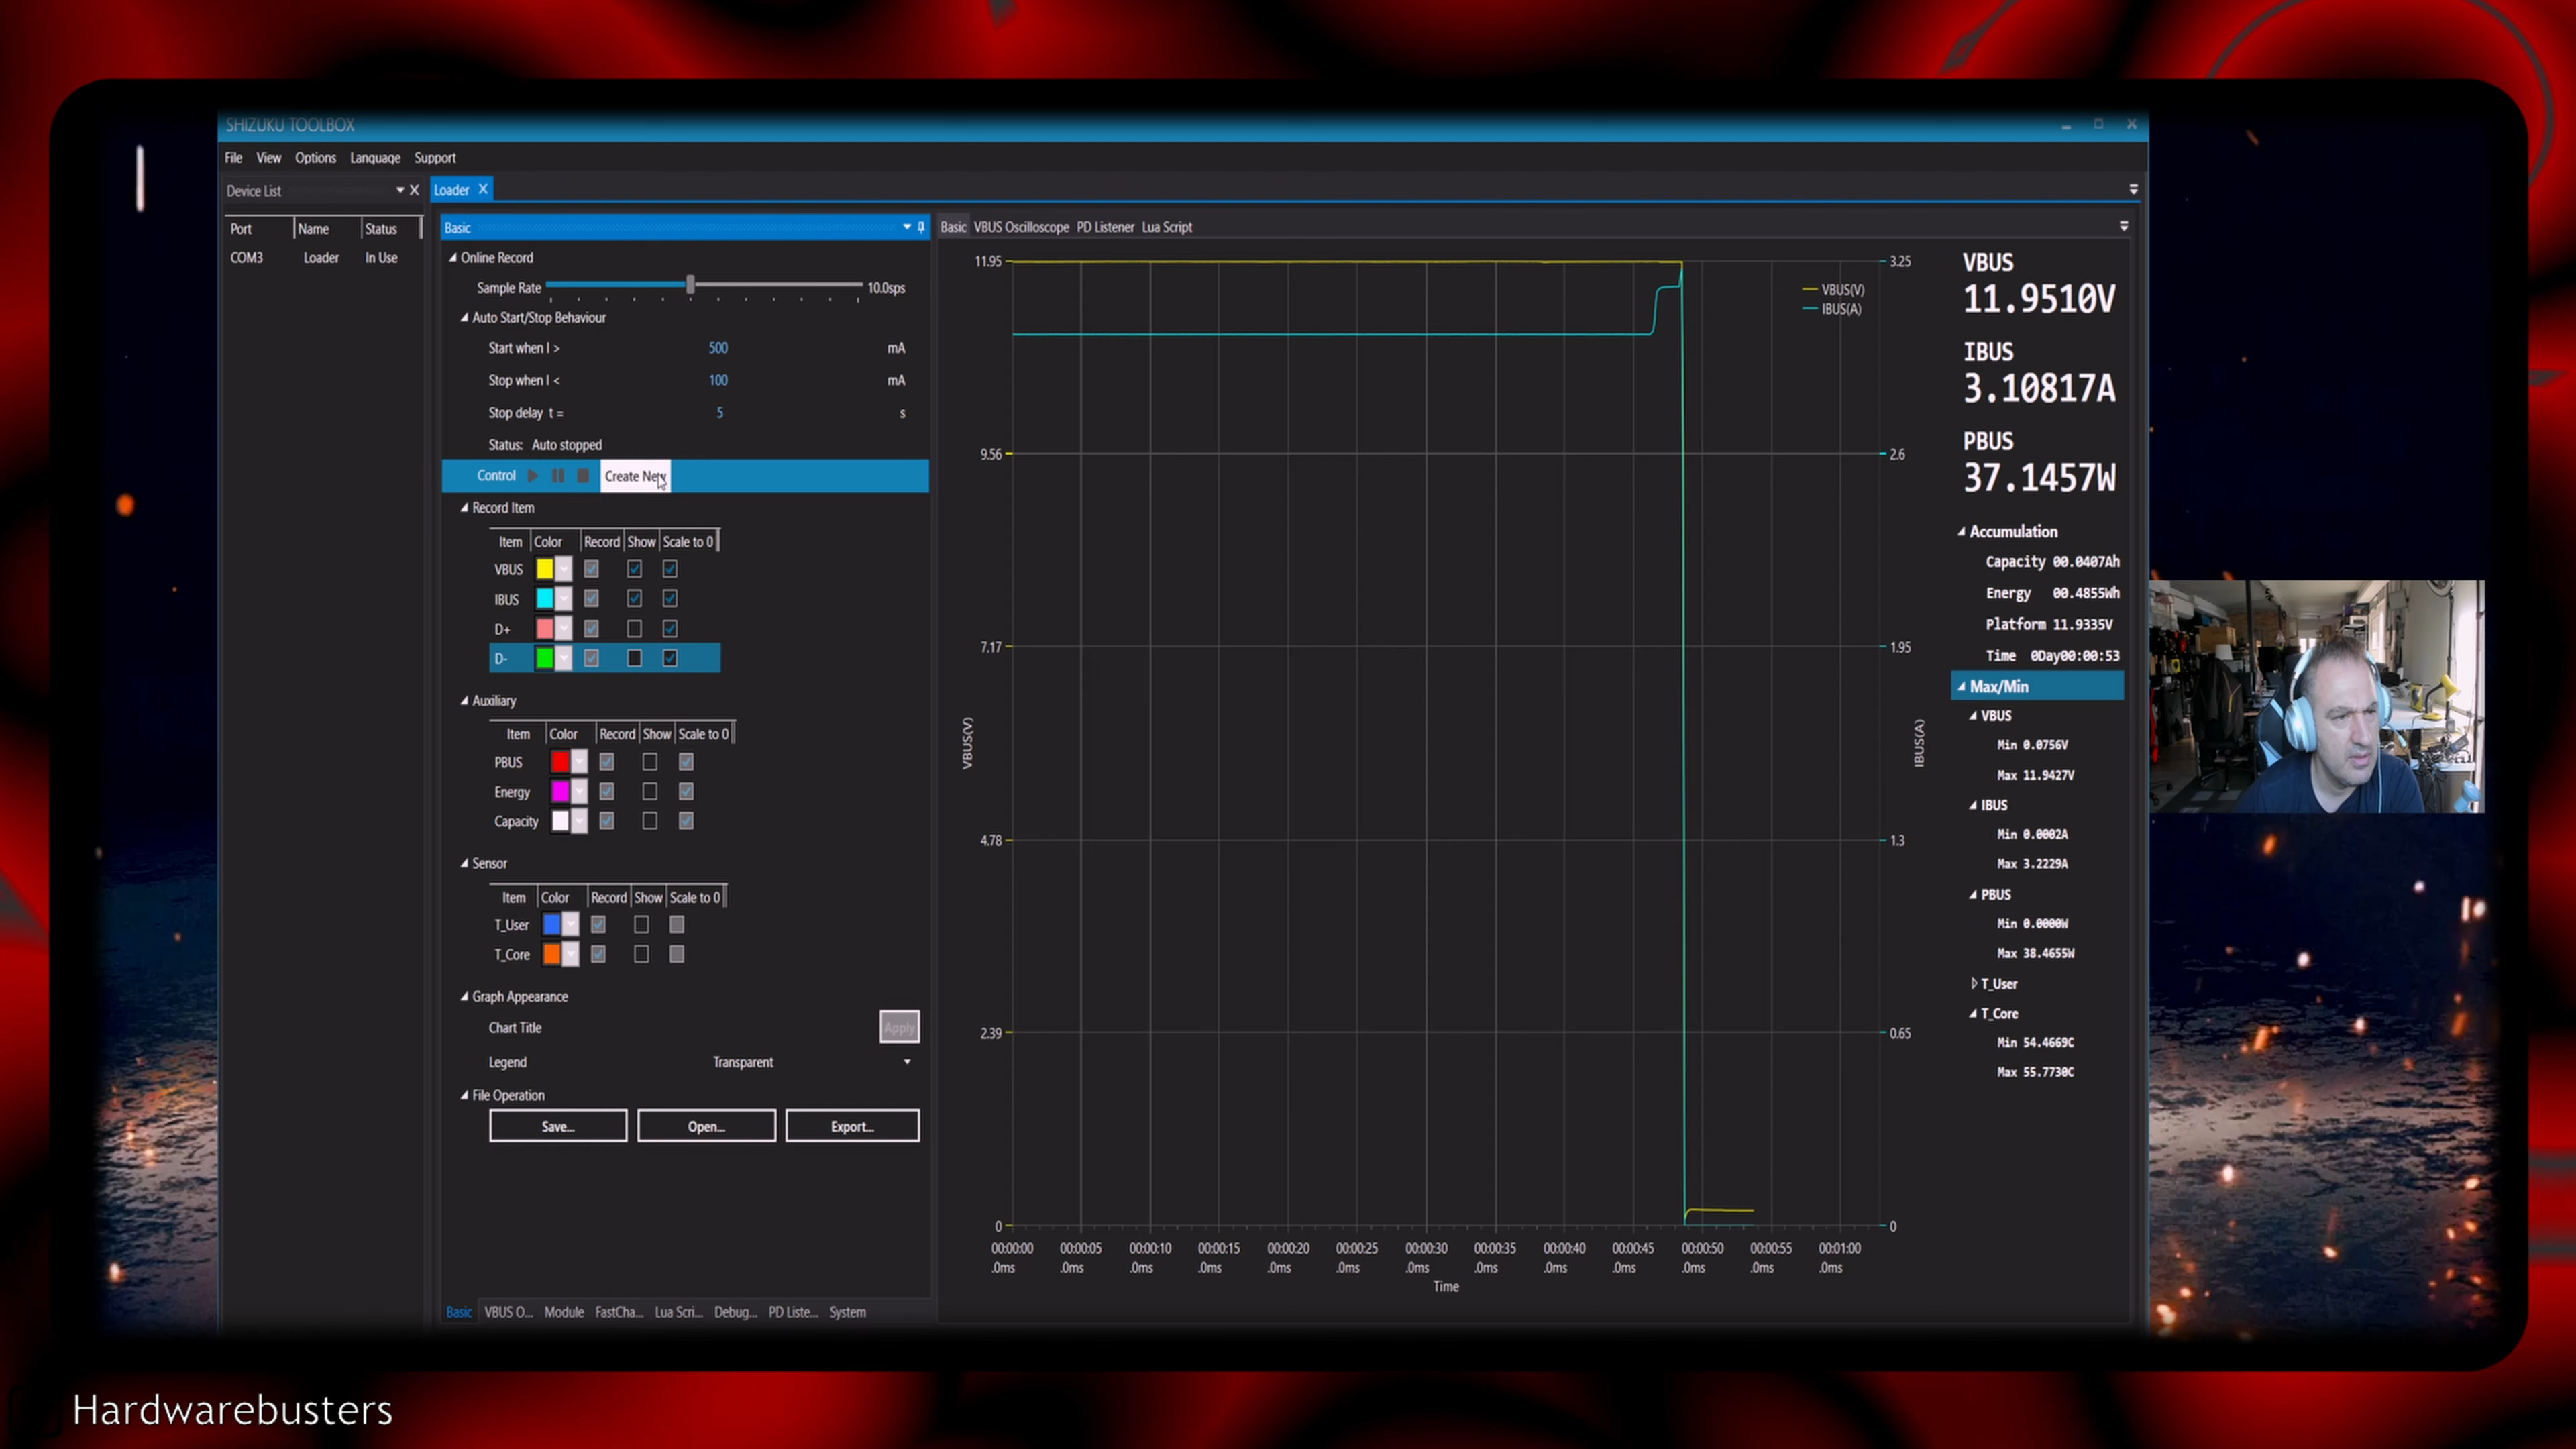 SHIZUKU TOOLBOX
File View Options Language Support
Device List
Port Name Status
COM3 Loader In Use
Loader
Basic
Online Record
Sample Rate 10.0sps
Auto Start/Stop Behaviour
Start when I > 500 mA
Stop when I < 100 mA
Stop delay t = 5 s
Status: Auto stopped
Control Create New
Record Item
Item Color Record Show Scale to 0
VBUS
IBUS
D+
D-
Auxiliary
Item Color Record Show Scale to 0
PBUS
Energy
Capacity
Sensor
Item Color Record Show Scale to 0
T_User
T_Core
Graph Appearance
Chart Title Apply
Legend Transparent
File Operation
Save... Open... Export...
Basic VBUS O... Module FastCha... Lua Scri... Debug... PD Liste... System
Basic VBUS Oscilloscope PD Listener Lua Script
11.95
9.56
7.17
4.78
2.39
0
VBUS(V)
VBUS(V)
IBUS(A)
3.25
2.6
1.95
1.3
0.65
0
IBUS(A)
00:00:00 00:00:05 00:00:10 00:00:15 00:00:20 00:00:25 00:00:30 00:00:35 00:00:40 00:00:45 00:00:50 00:00:55 00:01:00
.0ms .0ms .0ms .0ms .0ms .0ms .0ms .0ms .0ms .0ms .0ms .0ms .0ms
Time
VBUS
11.9510V
IBUS
3.10817A
PBUS
37.1457W
Accumulation
Capacity 00.0407Ah
Energy 00.4855Wh
Platform 11.9335V
Time 0Day00:00:53
Max/Min
VBUS
Min 0.0756V
Max 11.9427V
IBUS
Min 0.0002A
Max 3.2229A
PBUS
Min 0.0000W
Max 38.4655W
T_User
T_Core
Min 54.4669C
Max 55.7730C
Hardwarebusters